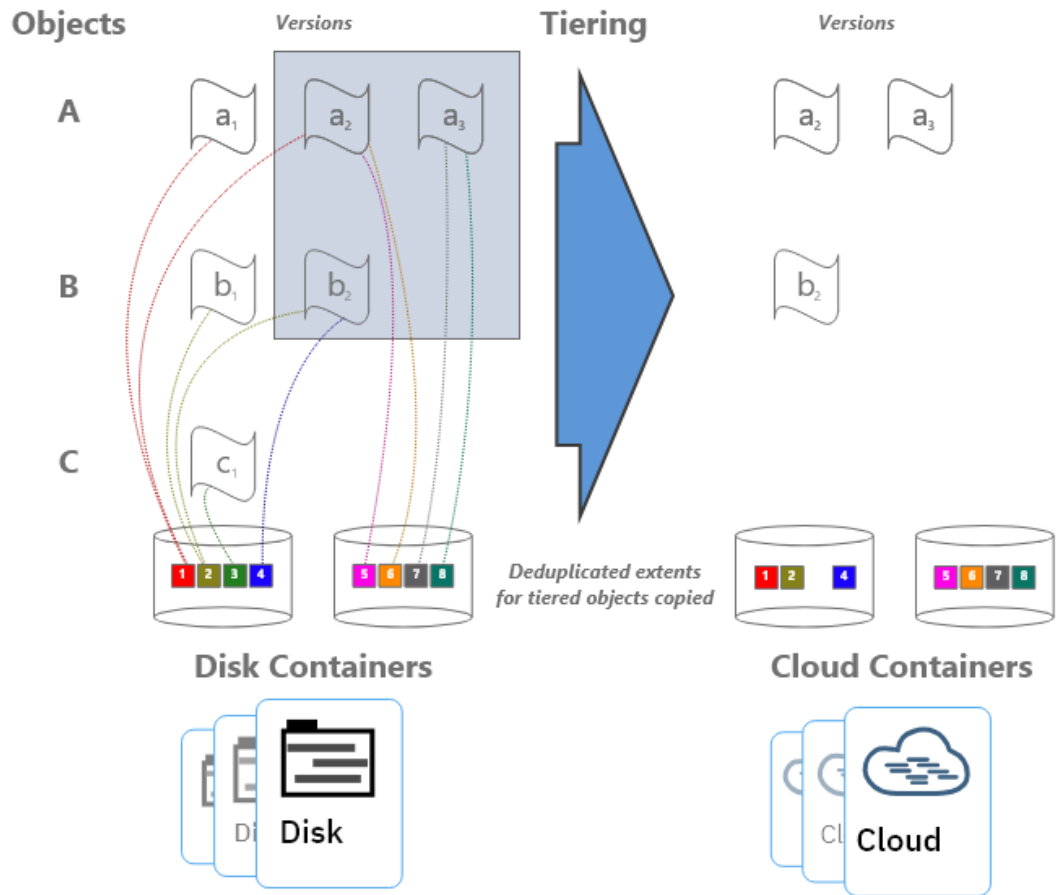 Objects
Versions
Tiering
Versions
A
a1
a2
a3
a2
a3
B
b1
b2
b2
C
c1
1 2 3 4
5 6 7 8
Deduplicated extents
for tiered objects copied
1 2 4
5 6 7 8
Disk Containers
Cloud Containers
Di
Disk
Cl
Cloud